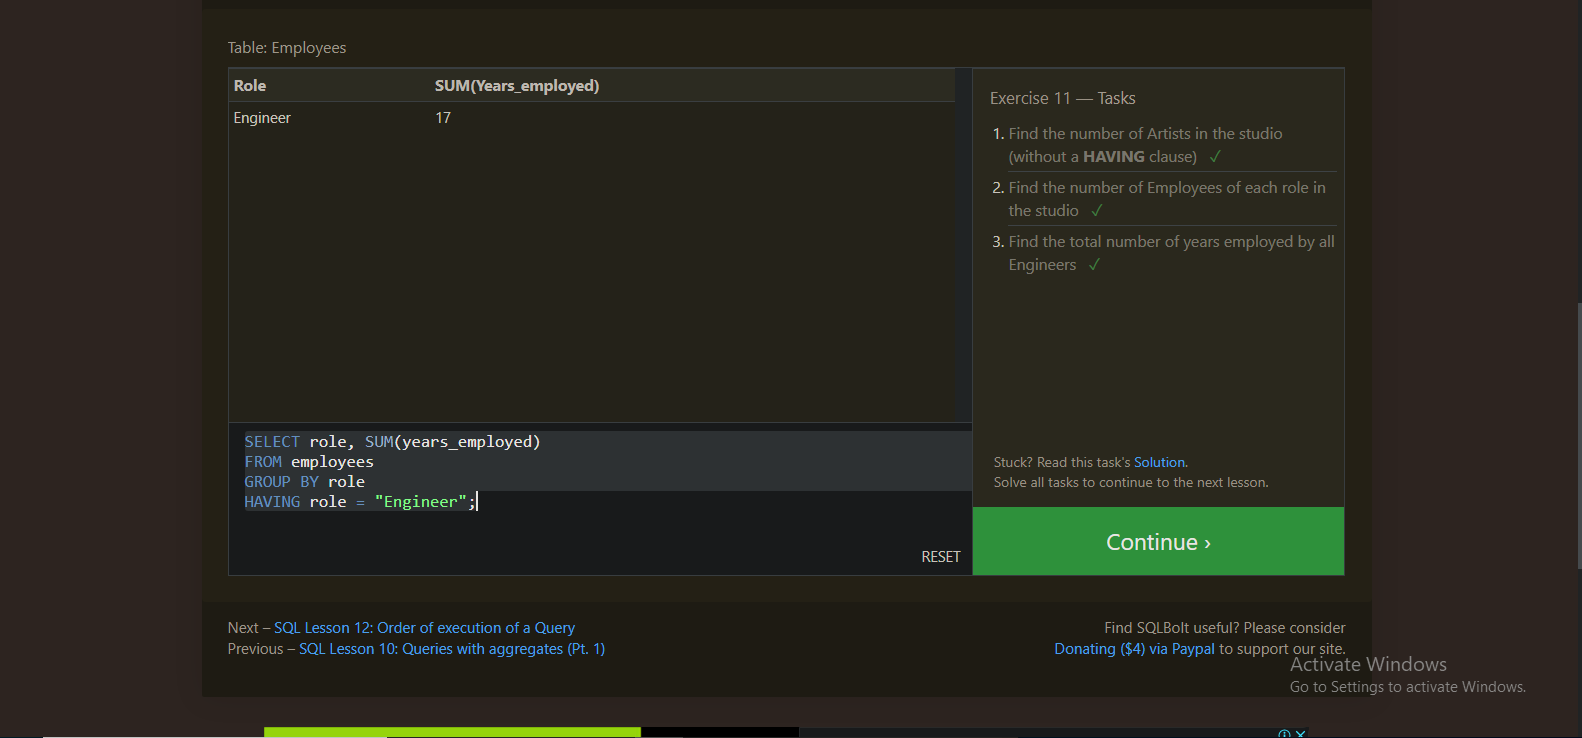 Table: Employees
Role SUM(Years_employed)
Engineer 17
Exercise 11 — Tasks
1. Find the number of Artists in the studio
(without a HAVING clause) ✓
2. Find the number of Employees of each role in
the studio ✓
3. Find the total number of years employed by all
Engineers ✓
Stuck? Read this task's Solution.
Solve all tasks to continue to the next lesson.
Continue ›
SELECT role, SUM(years_employed)
FROM employees
GROUP BY role
HAVING role = "Engineer";
RESET
Next – SQL Lesson 12: Order of execution of a Query
Previous – SQL Lesson 10: Queries with aggregates (Pt. 1)
Find SQLBolt useful? Please consider
Donating ($4) via Paypal to support our site.
Activate Windows
Go to Settings to activate Windows.